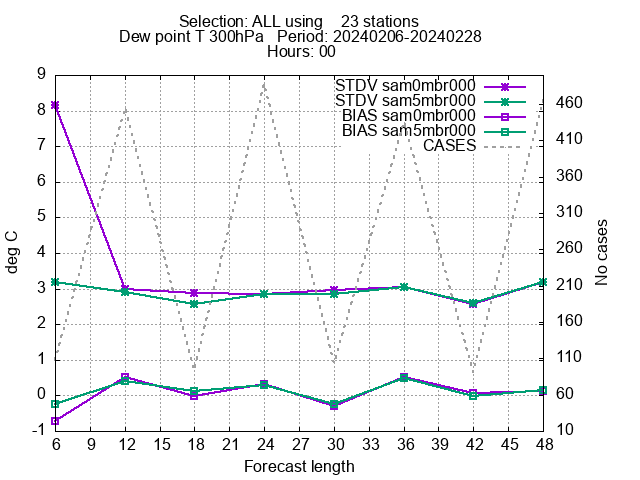 Selection: ALL using    23 stations
Dew point T 300hPa   Period: 20240206-20240228
Hours: 00
STDV sam0mbr000
STDV sam5mbr000
BIAS sam0mbr000
BIAS sam5mbr000
CASES
9
8
7
6
5
4
3
2
1
0
-1
deg C
460
410
360
310
260
210
160
110
60
10
No cases
6 9 12 15 18 21 24 27 30 33 36 39 42 45 48
Forecast length